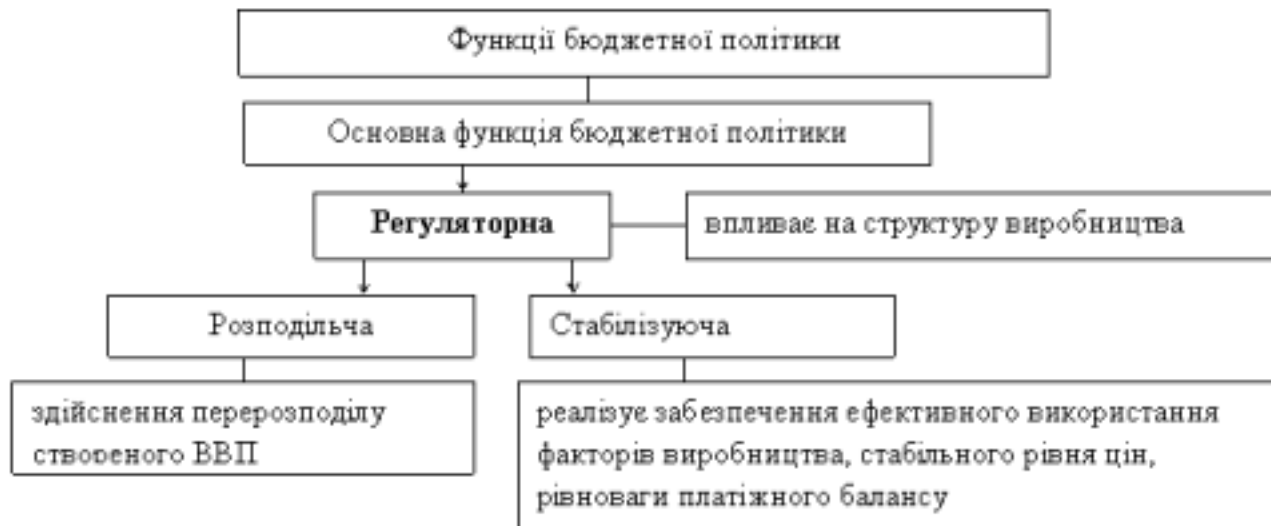 Функції бюджетної політики
Основна функція бюджетної політики
Регуляторна
впливає на структуру виробництва
Розподільча
Стабілізуюча
здійснення перерозподілу
створеного ВВП
реалізує забезпечення ефективного використання
факторів виробництва, стабільного рівня цін,
рівноваги платіжного балансу